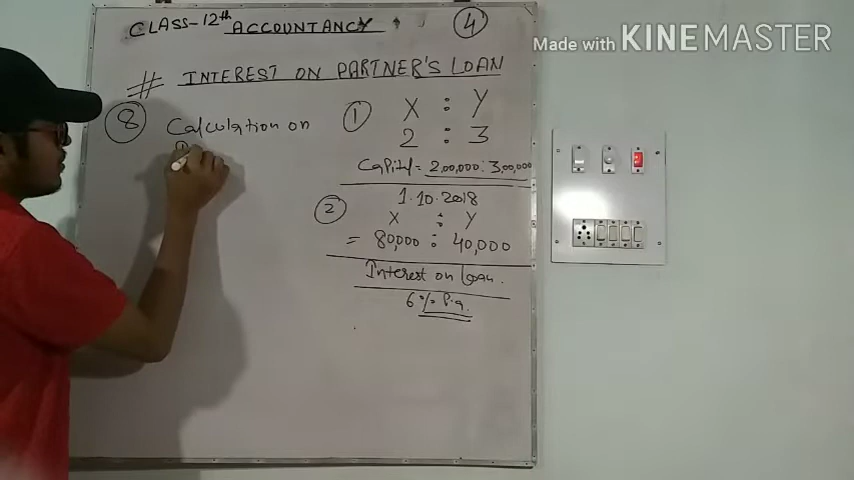 CLASS-12th ACCOUNTANCY
4
Made with KINEMASTER
# INTEREST ON PARTNER'S LOAN
8 Calculation on
1 X : Y
2 : 3
Capital = 2,00,000 : 3,00,000
1.10.2018
2 X : Y
= 80,000 : 40,000
Interest on Loan.
6% P.a.